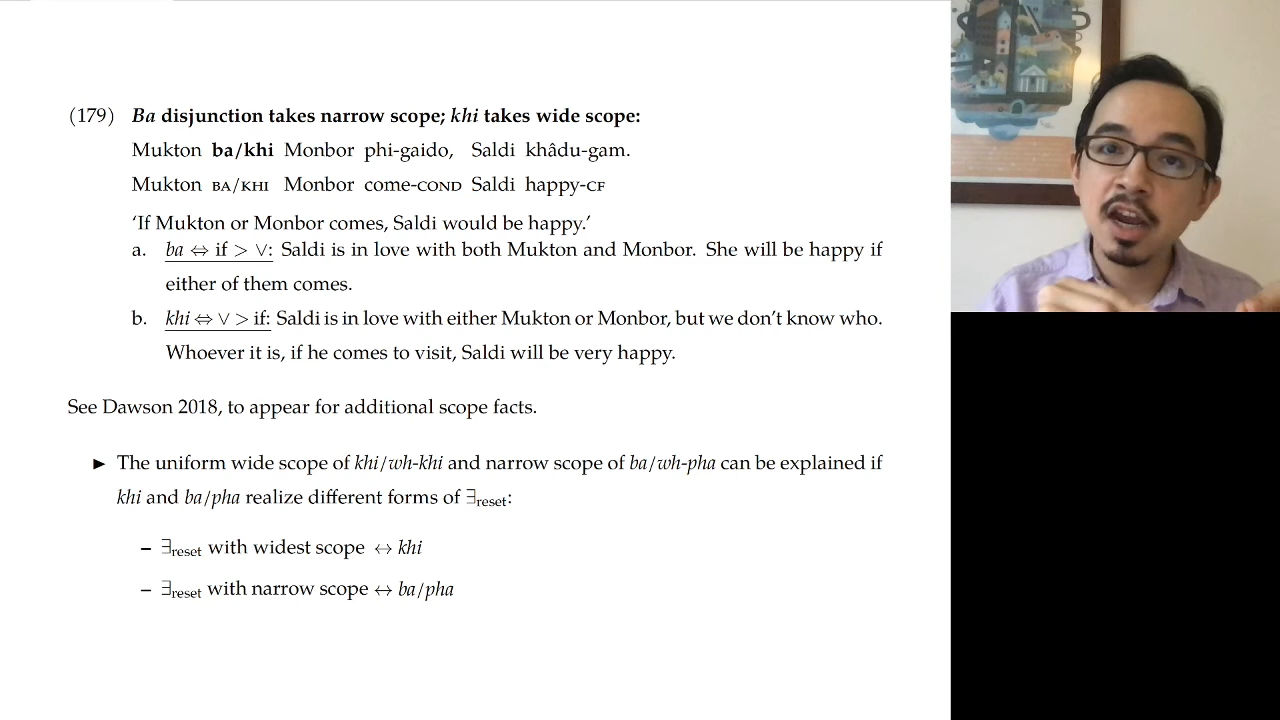 (179) Ba disjunction takes narrow scope; khi takes wide scope:
Mukton ba/khi Monbor phi-gaido, Saldi khâdu-gam.
Mukton BA/KHI Monbor come-COND Saldi happy-CF
‘If Mukton or Monbor comes, Saldi would be happy.’
a. ba ⇔ if > ∨: Saldi is in love with both Mukton and Monbor. She will be happy if
either of them comes.
b. khi ⇔ ∨ > if: Saldi is in love with either Mukton or Monbor, but we don’t know who.
Whoever it is, if he comes to visit, Saldi will be very happy.
See Dawson 2018, to appear for additional scope facts.
► The uniform wide scope of khi/wh-khi and narrow scope of ba/wh-pha can be explained if
khi and ba/pha realize different forms of ∃reset:
– ∃reset with widest scope ↔ khi
– ∃reset with narrow scope ↔ ba/pha